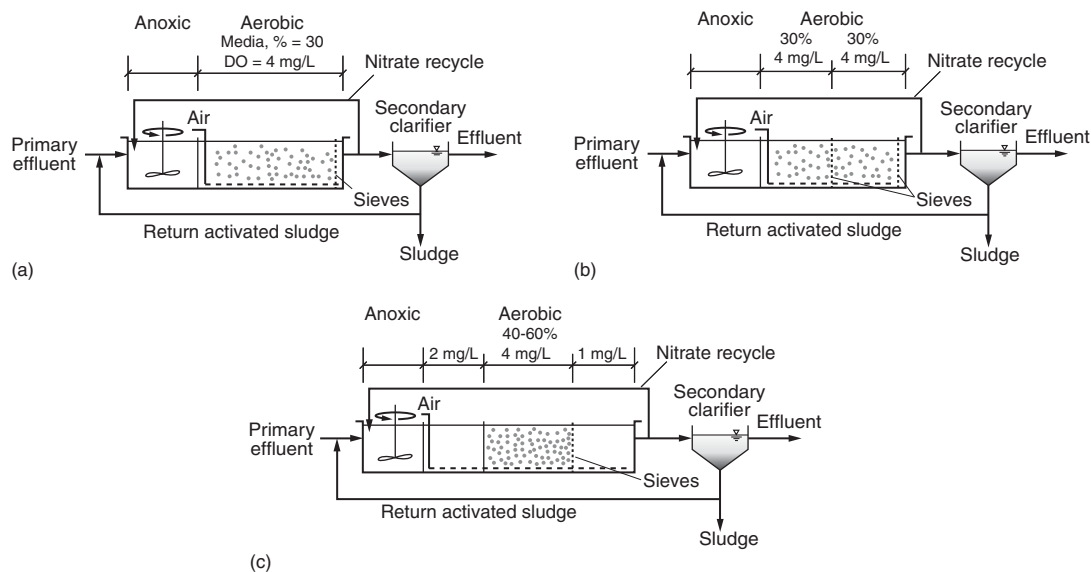 Anoxic
Aerobic
Media, % = 30
DO = 4 mg/L
Nitrate recycle
Air
Secondary
clarifier
Effluent
Primary
effluent
Sieves
Return activated sludge
Sludge
(a)
Anoxic
Aerobic
30% 30%
4 mg/L 4 mg/L
Nitrate recycle
Air
Secondary
clarifier
Effluent
Primary
effluent
Sieves
Return activated sludge
Sludge
(b)
Anoxic
Aerobic
40-60%
2 mg/L 4 mg/L 1 mg/L
Nitrate recycle
Air
Secondary
clarifier
Effluent
Primary
effluent
Sieves
Return activated sludge
Sludge
(c)